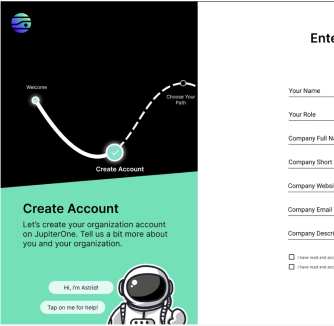 Welcome
Choose Your
Path
Create Account
Create Account
Let's create your organization account
on JupiterOne. Tell us a bit more about
you and your organization.
Hi, I'm Astrid!
Tap on me for help!
Ente
Your Name
Your Role
Company Full N
Company Short
Company Websi
Company Email
Company Descri
I have read and acc
I have read and acc